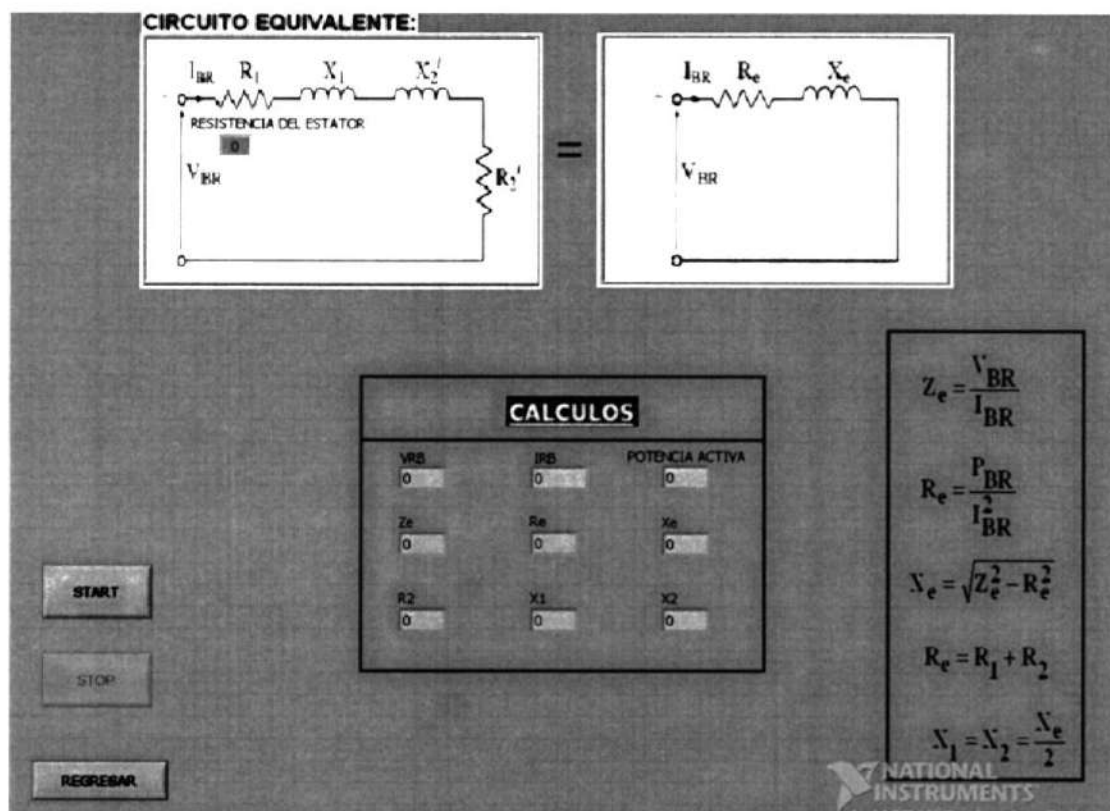 CIRCUITO EQUIVALENTE:
I_BR R_1 X_1 X_2'
RESISTENCIA DEL ESTATOR
0
V_BR
R_2'
=
I_BR R_e X_e
V_BR
CALCULOS
VRB IRB POTENCIA ACTIVA
0 0 0
Ze Re Xe
0 0 0
R2 X1 X2
0 0 0
Z_e = V_BR / I_BR
R_e = P_BR / I_BR^2
X_e = √(Z_e^2 − R_e^2)
R_e = R_1 + R_2
X_1 = X_2 = X_e / 2
START
STOP
REGRESAR
NATIONAL
INSTRUMENTS